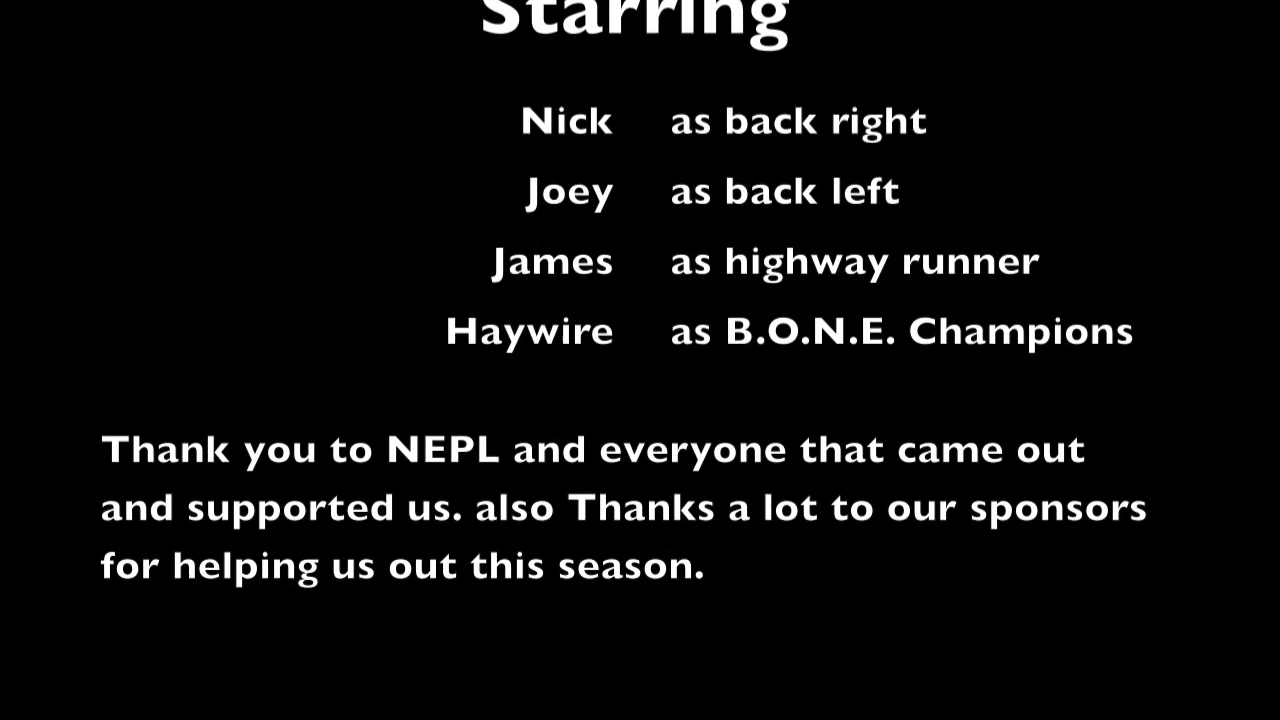 Starring
Nick as back right
Joey as back left
James as highway runner
Haywire as B.O.N.E. Champions
Thank you to NEPL and everyone that came out
and supported us. also Thanks a lot to our sponsors
for helping us out this season.